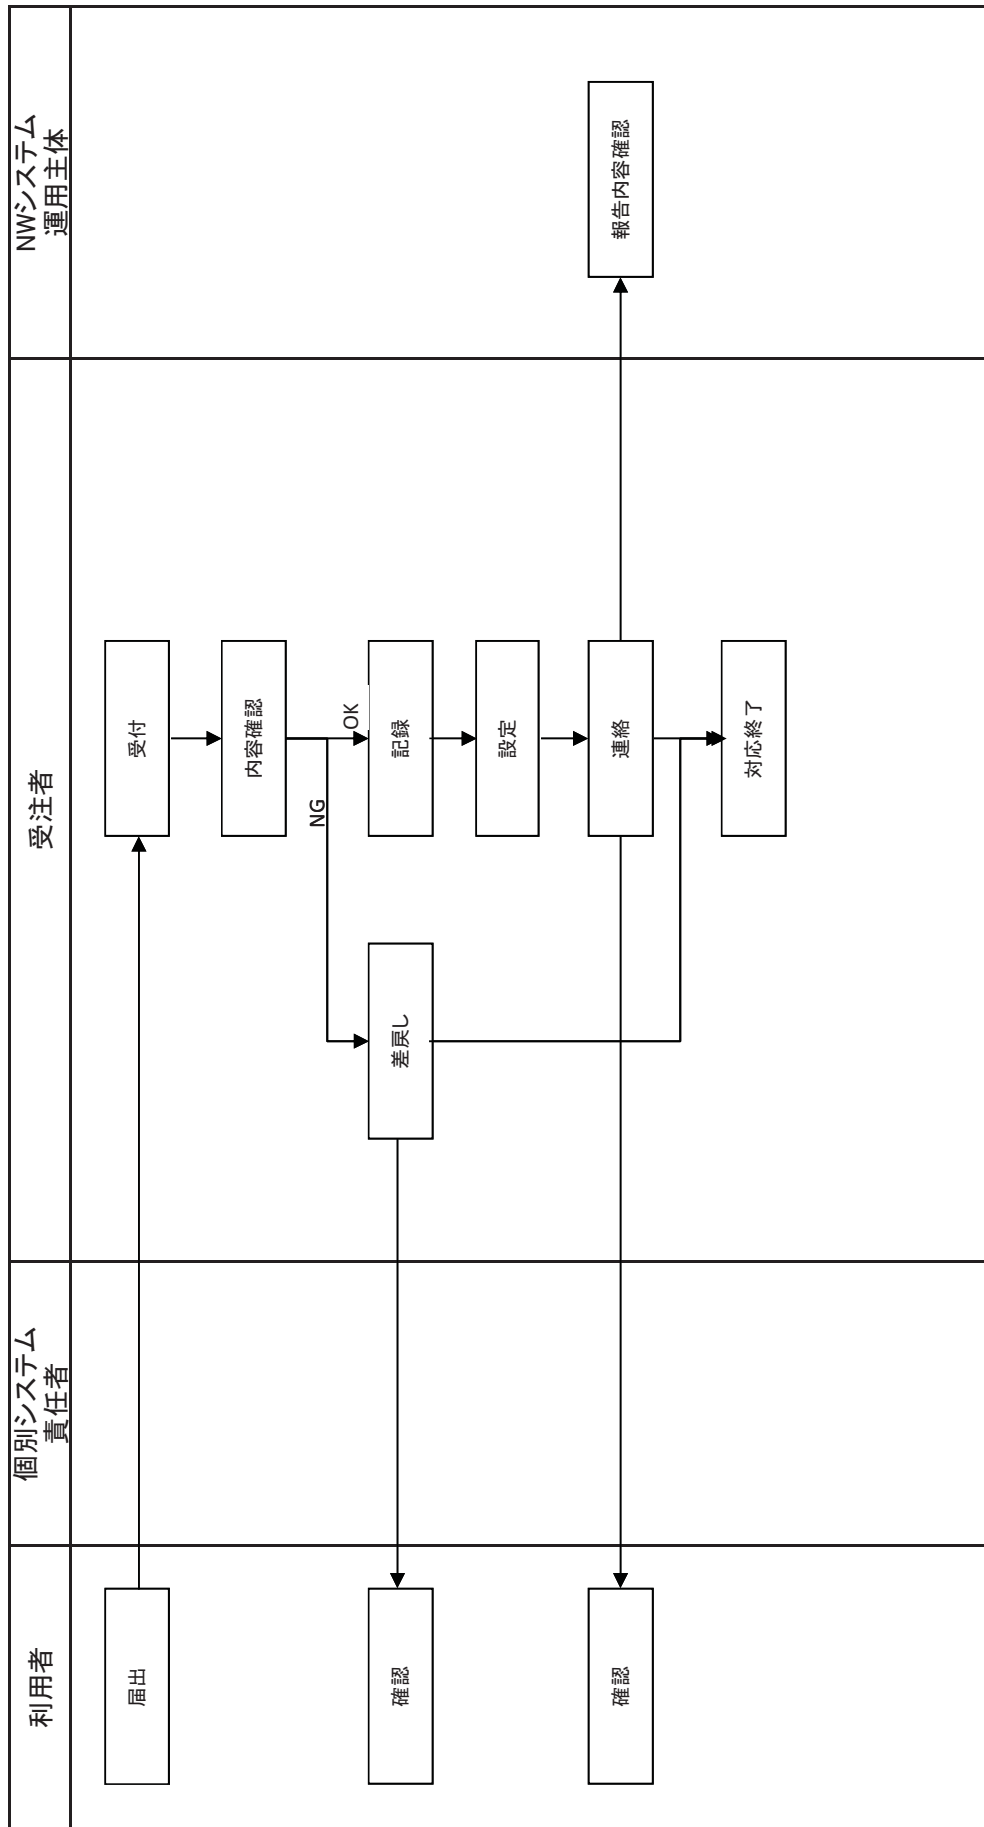 利用者
個別システム
責任者
受注者
NWシステム
運用主体
届出
受付
内容確認
NG
OK
確認
差戻し
記録
設定
確認
連絡
報告内容確認
対応終了